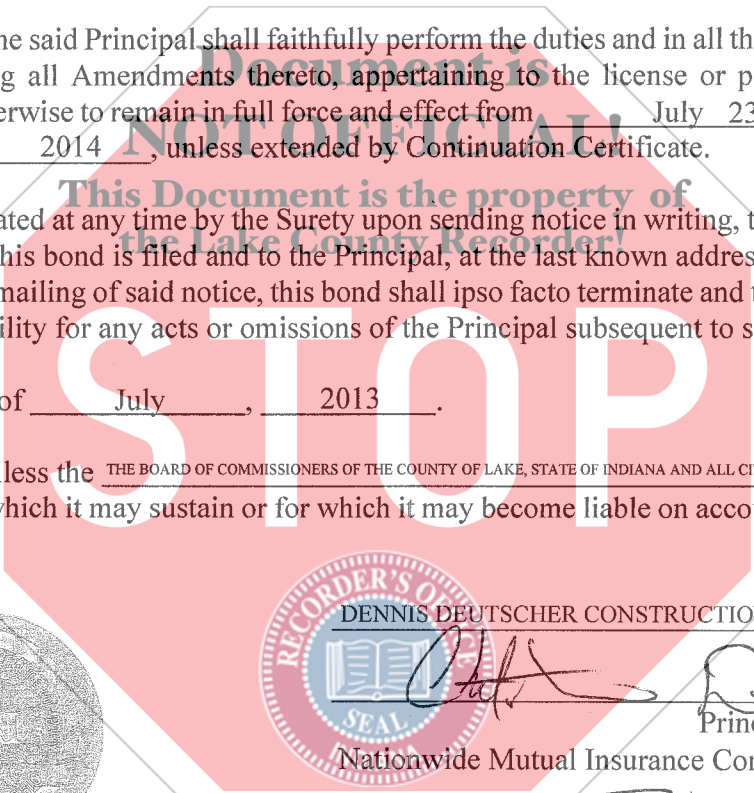 ne said Principal shall faithfully perform the duties and in all th
g all Amendments thereto, appertaining to the license or p
Document is
erwise to remain in full force and effect from July 23
NOT OFFICIAL!
2014, unless extended by Continuation Certificate.
This Document is the property of
ated at any time by the Surety upon sending notice in writing, t
the Lake County Recorder!
his bond is filed and to the Principal, at the last known addres
mailing of said notice, this bond shall ipso facto terminate and
ility for any acts or omissions of the Principal subsequent to s
STOP
of July, 2013.
less the THE BOARD OF COMMISSIONERS OF THE COUNTY OF LAKE, STATE OF INDIANA AND ALL CI
which it may sustain or for which it may become liable on acco
RECORDER'S OFFICE
SEAL
DENNIS DEUTSCHER CONSTRUCTIO
Princ
Nationwide Mutual Insurance Con